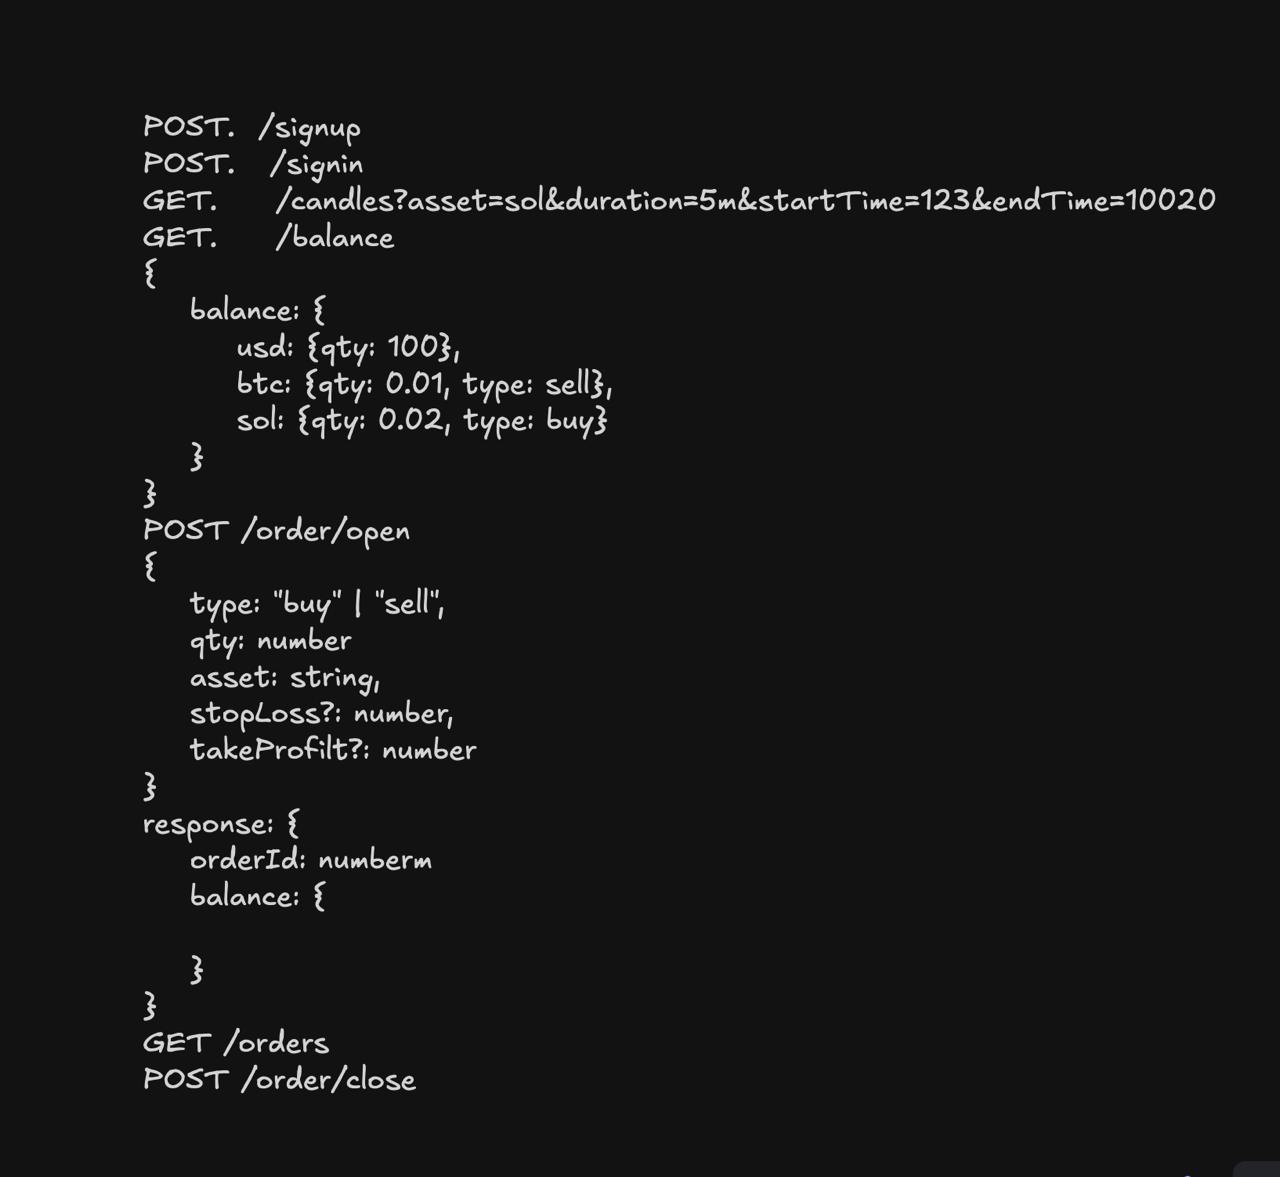 POST. /signup
POST. /signin
GET. /candles?asset=sol&duration=5m&startTime=123&endTime=10020
GET. /balance
{
balance: {
usd: {qty: 100},
btc: {qty: 0.01, type: sell},
sol: {qty: 0.02, type: buy}
}
}
POST /order/open
{
type: "buy" | "sell",
qty: number
asset: string,
stopLoss?: number,
takeProfilt?: number
}
response: {
orderId: numberm
balance: {
}
}
GET /orders
POST /order/close